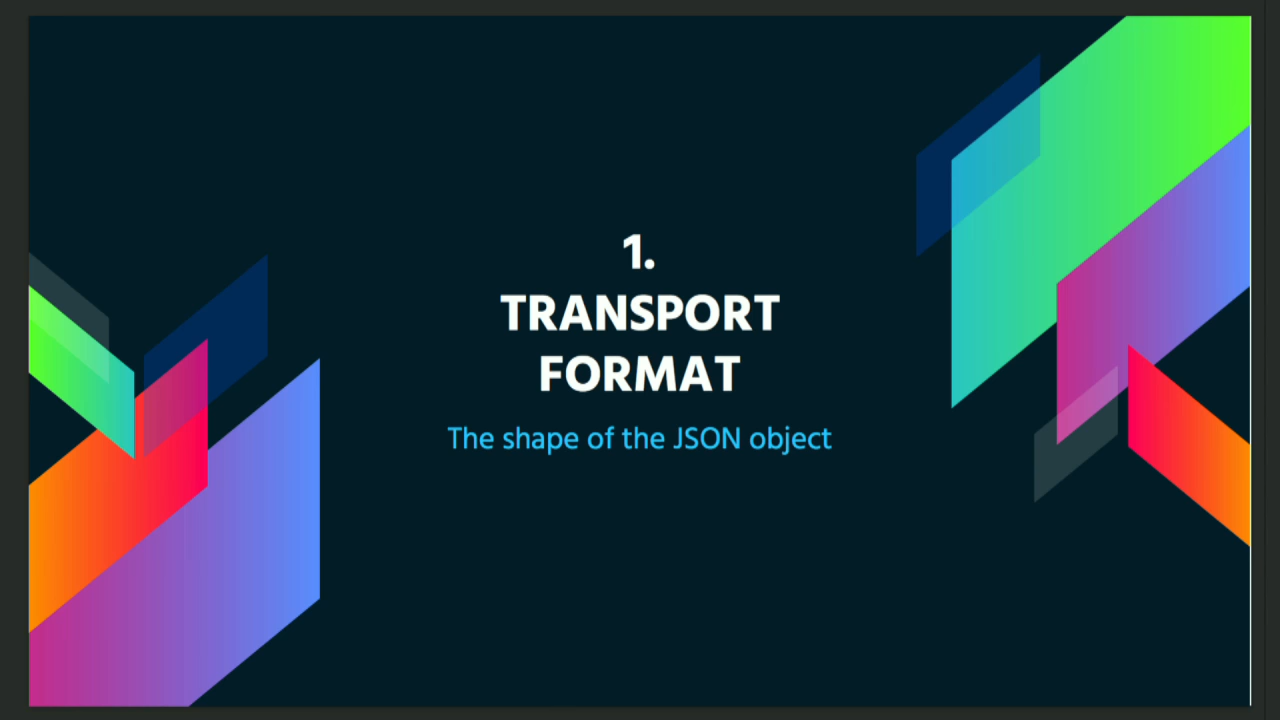 1.
TRANSPORT
FORMAT
The shape of the JSON object